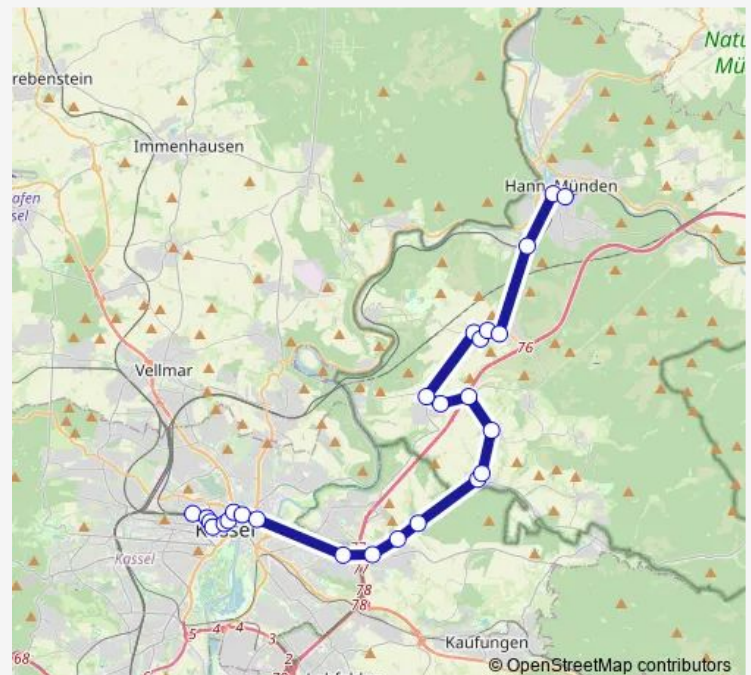 Natu
Mü
rebenstein
Immenhausen
Hann. Münden
afen
sel
76
Vellmar
Kassel
Kassel
77
77
78
78
5
4
4
3
2
68
Kaufungen
© OpenStreetMap contributors